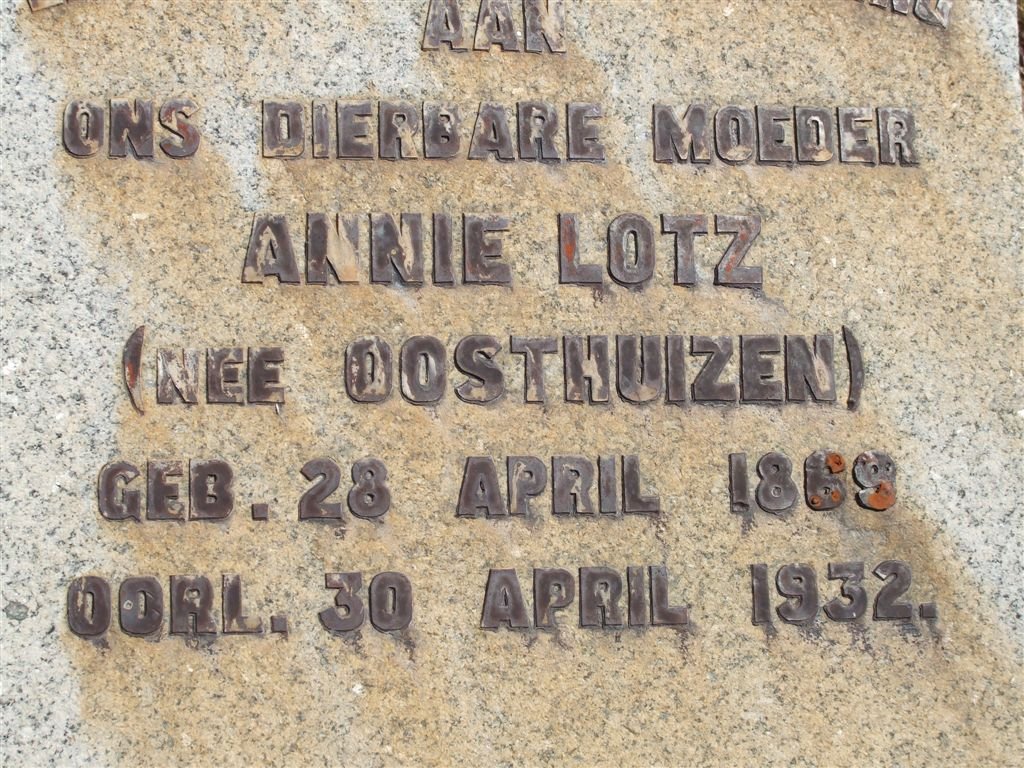 AAN
ONS DIERBARE MOEDER
ANNIE LOTZ
(NEE OOSTHUIZEN)
GEB. 28 APRIL 1869
OORL. 30 APRIL 1932.